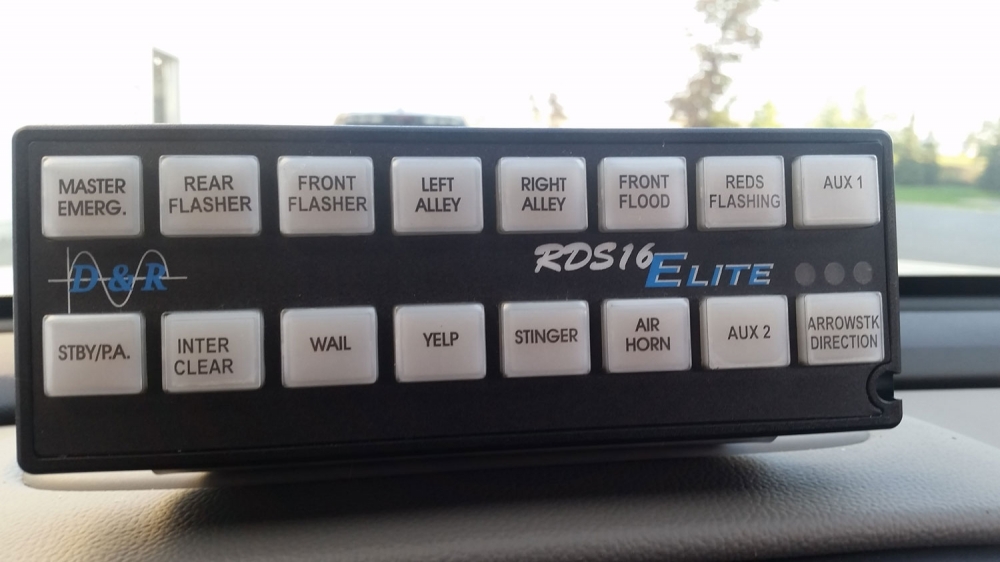 MASTER EMERG.
REAR FLASHER
FRONT FLASHER
LEFT ALLEY
RIGHT ALLEY
FRONT FLOOD
REDS FLASHING
AUX 1
D & R
RDS16 ELITE
STBY/P.A.
INTER CLEAR
WAIL
YELP
STINGER
AIR HORN
AUX 2
ARROWSTK DIRECTION